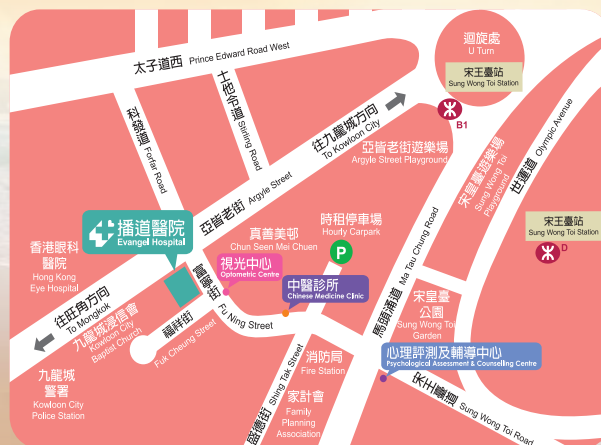 太子道西 Prince Edward Road West
迴旋處
U Turn
宋王臺站
Sung Wong Toi Station
B1
科發道
Forfar Road
士他令道
Stirling Road
往九龍城方向
To Kowloon City
亞皆老街遊樂場
Argyle Street Playground
亞皆老街 Argyle Street
宋皇臺遊樂場
Sung Wong Toi
Playground
世運道 Olympic Avenue
播道醫院
Evangel Hospital
真善美邨
Chun Seen Mei Chuen
時租停車場
Hourly Carpark
P
馬頭涌道 Ma Tau Chung Road
宋王臺站
Sung Wong Toi Station
D
香港眼科
醫院
Hong Kong
Eye Hospital
往旺角方向
To Mongkok
視光中心
Optometric Centre
中醫診所
Chinese Medicine Clinic
富寧街
Fu Ning Street
宋皇臺
公園
Sung Wong Toi
Garden
九龍城浸信會
Kowloon City
Baptist Church
福祥街
Fuk Cheung Street
消防局
Fire Station
心理評測及輔導中心
Psychological Assessment & Counselling Centre
九龍城
警署
Kowloon City
Police Station
盛德街 Shing Tak Street
家計會
Family
Planning
Association
宋王臺道 Sung Wong Toi Road